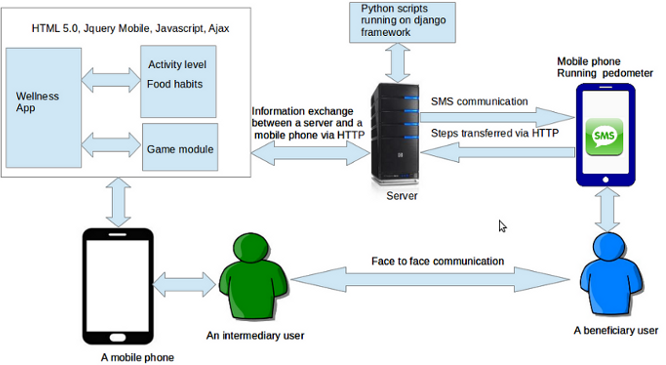 HTML 5.0, Jquery Mobile, Javascript, Ajax
Wellness
App
Activity level
Food habits
Game module
Python scripts
running on django
framework
Information exchange
between a server and a
mobile phone via HTTP
Server
SMS communication
Steps transferred via HTTP
Mobile phone
Running pedometer
SMS
Face to face communication
An intermediary user
A beneficiary user
A mobile phone